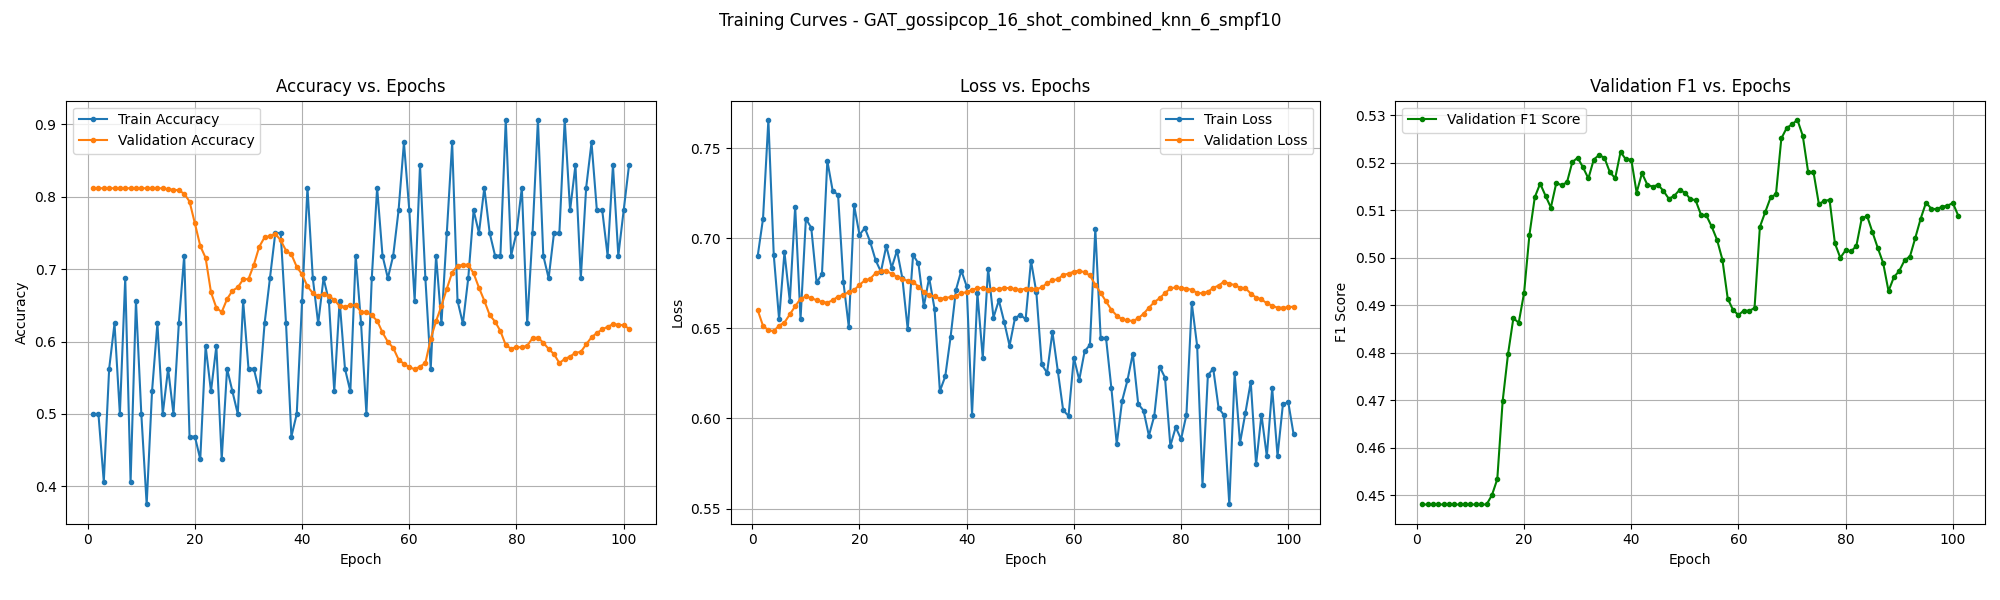 Training Curves - GAT_gossipcop_16_shot_combined_knn_6_smpf10
Accuracy vs. Epochs
Train Accuracy
Validation Accuracy
Accuracy
0.9
0.8
0.7
0.6
0.5
0.4
0 20 40 60 80 100
Epoch
Loss vs. Epochs
Train Loss
Validation Loss
Loss
0.75
0.70
0.65
0.60
0.55
0 20 40 60 80 100
Epoch
Validation F1 vs. Epochs
Validation F1 Score
F1 Score
0.53
0.52
0.51
0.50
0.49
0.48
0.47
0.46
0.45
0 20 40 60 80 100
Epoch